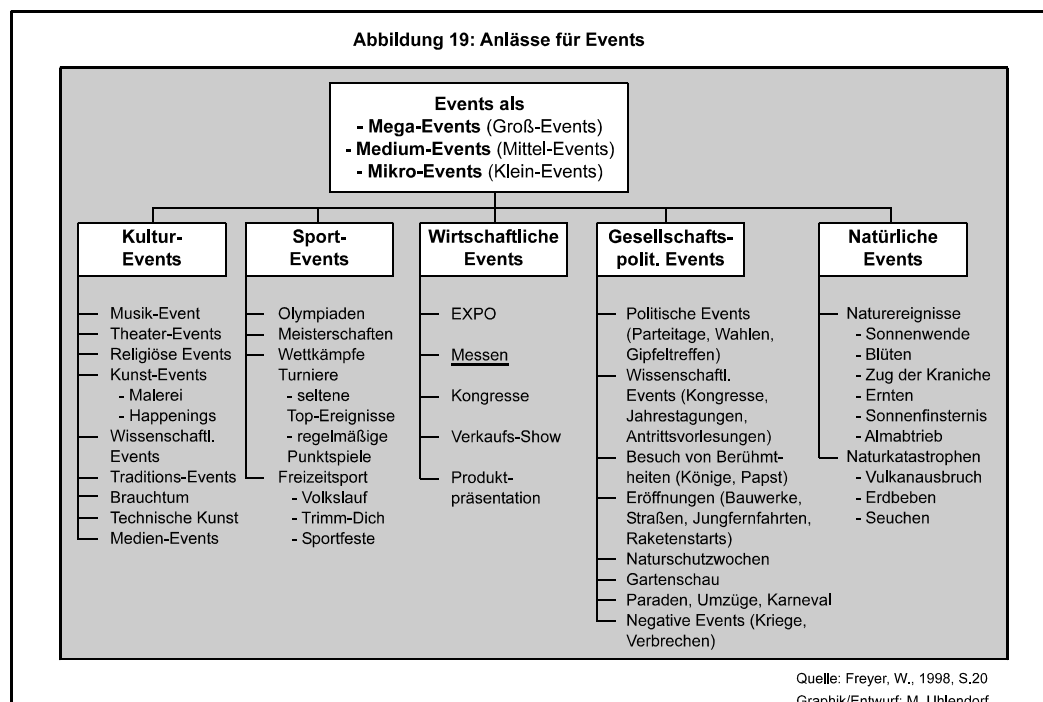 Abbildung 19: Anlässe für Events
Events als
- Mega-Events (Groß-Events)
- Medium-Events (Mittel-Events)
- Mikro-Events (Klein-Events)
Kultur-
Events
Musik-Event
Theater-Events
Religiöse Events
Kunst-Events
- Malerei
- Happenings
Wissenschaftl.
Events
Traditions-Events
Brauchtum
Technische Kunst
Medien-Events
Sport-
Events
Olympiaden
Meisterschaften
Wettkämpfe
Turniere
- seltene
Top-Ereignisse
- regelmäßige
Punktspiele
Freizeitsport
- Volkslauf
- Trimm-Dich
- Sportfeste
Wirtschaftliche
Events
EXPO
Messen
Kongresse
Verkaufs-Show
Produkt-
präsentation
Gesellschafts-
polit. Events
Politische Events
(Parteitage, Wahlen,
Gipfeltreffen)
Wissenschaftl.
Events (Kongresse,
Jahrestagungen,
Antrittsvorlesungen)
Besuch von Berühmt-
heiten (Könige, Papst)
Eröffnungen (Bauwerke,
Straßen, Jungfernfahrten,
Raketenstarts)
Naturschutzwochen
Gartenschau
Paraden, Umzüge, Karneval
Negative Events (Kriege,
Verbrechen)
Natürliche
Events
Naturereignisse
- Sonnenwende
- Blüten
- Zug der Kraniche
- Ernten
- Sonnenfinsternis
- Almabtrieb
Naturkatastrophen
- Vulkanausbruch
- Erdbeben
- Seuchen
Quelle: Freyer, W., 1998, S.20
Graphik/Entwurf: M. Uhlendorf